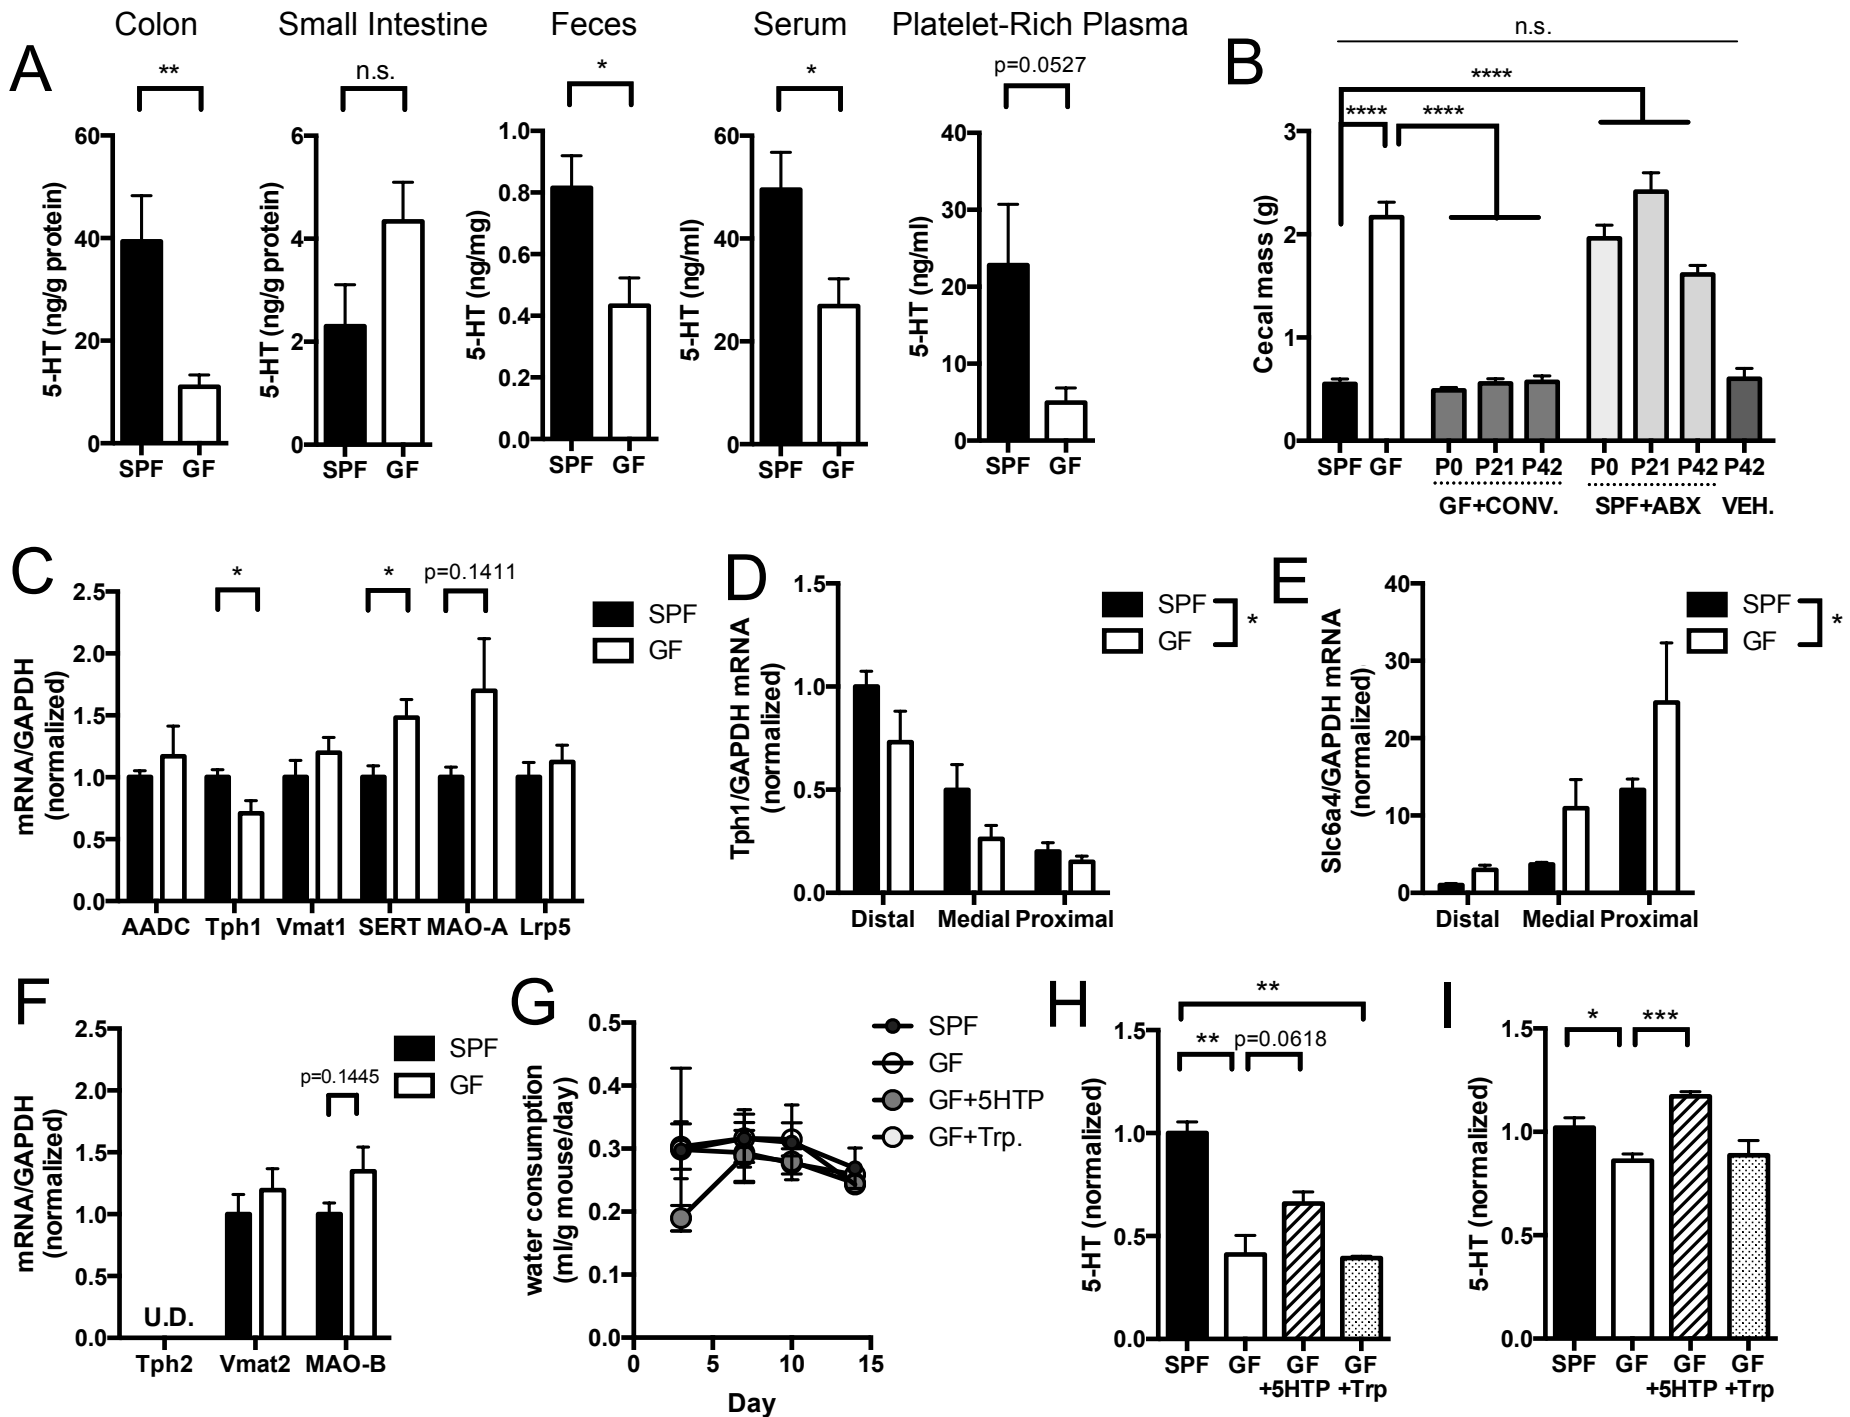 Colon
Small Intestine
Feces
Serum
Platelet-Rich Plasma
A
**
5-HT (ng/g protein)
60
40
20
0
SPF GF
n.s.
5-HT (ng/g protein)
6
4
2
0
SPF GF
*
5-HT (ng/mg)
1.0
0.8
0.6
0.4
0.2
0.0
SPF GF
*
5-HT (ng/ml)
60
40
20
0
SPF GF
p=0.0527
5-HT (ng/ml)
40
30
20
10
0
SPF GF
B
n.s.
****
**** ****
Cecal mass (g)
3
2
1
0
SPF GF P0 P21 P42 P0 P21 P42 P42
GF+CONV. SPF+ABX VEH.
C
* * p=0.1411
SPF
GF
mRNA/GAPDH
(normalized)
2.5
2.0
1.5
1.0
0.5
0.0
AADC Tph1 Vmat1 SERT MAO-A Lrp5
D
SPF
GF
*
Tph1/GAPDH mRNA
(normalized)
1.5
1.0
0.5
0.0
Distal Medial Proximal
E
SPF
GF
*
Slc6a4/GAPDH mRNA
(normalized)
40
30
20
10
0
Distal Medial Proximal
F
SPF
GF
p=0.1445
mRNA/GAPDH
(normalized)
2.5
2.0
1.5
1.0
0.5
0.0
U.D.
Tph2 Vmat2 MAO-B
G
SPF
GF
GF+5HTP
GF+Trp.
water consumption
(ml/g mouse/day)
0.5
0.4
0.3
0.2
0.1
0.0
0 5 10 15
Day
H
**
** p=0.0618
5-HT (normalized)
1.5
1.0
0.5
0.0
SPF GF GF GF
+5HTP +Trp
I
* ***
5-HT (normalized)
1.5
1.0
0.5
0.0
SPF GF GF GF
+5HTP +Trp